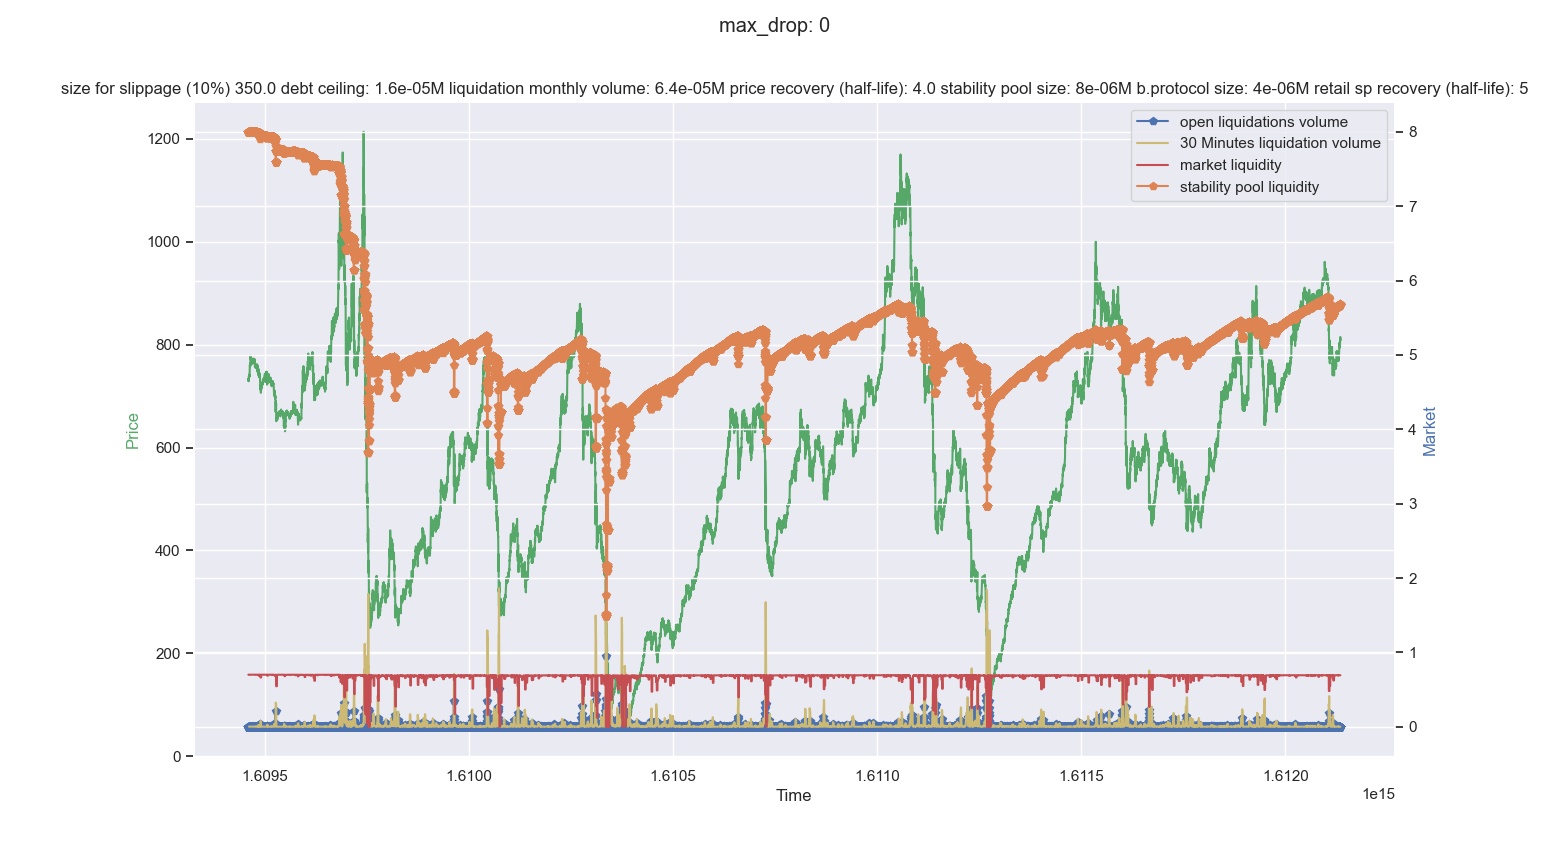 max_drop: 0
size for slippage (10%) 350.0 debt ceiling: 1.6e-05M liquidation monthly volume: 6.4e-05M price recovery (half-life): 4.0 stability pool size: 8e-06M b.protocol size: 4e-06M retail sp recovery (half-life): 5
open liquidations volume
30 Minutes liquidation volume
market liquidity
stability pool liquidity
1200
1000
800
600
400
200
0
Price
8
7
6
5
4
3
2
1
0
Market
1.6095 1.6100 1.6105 1.6110 1.6115 1.6120
Time
1e15